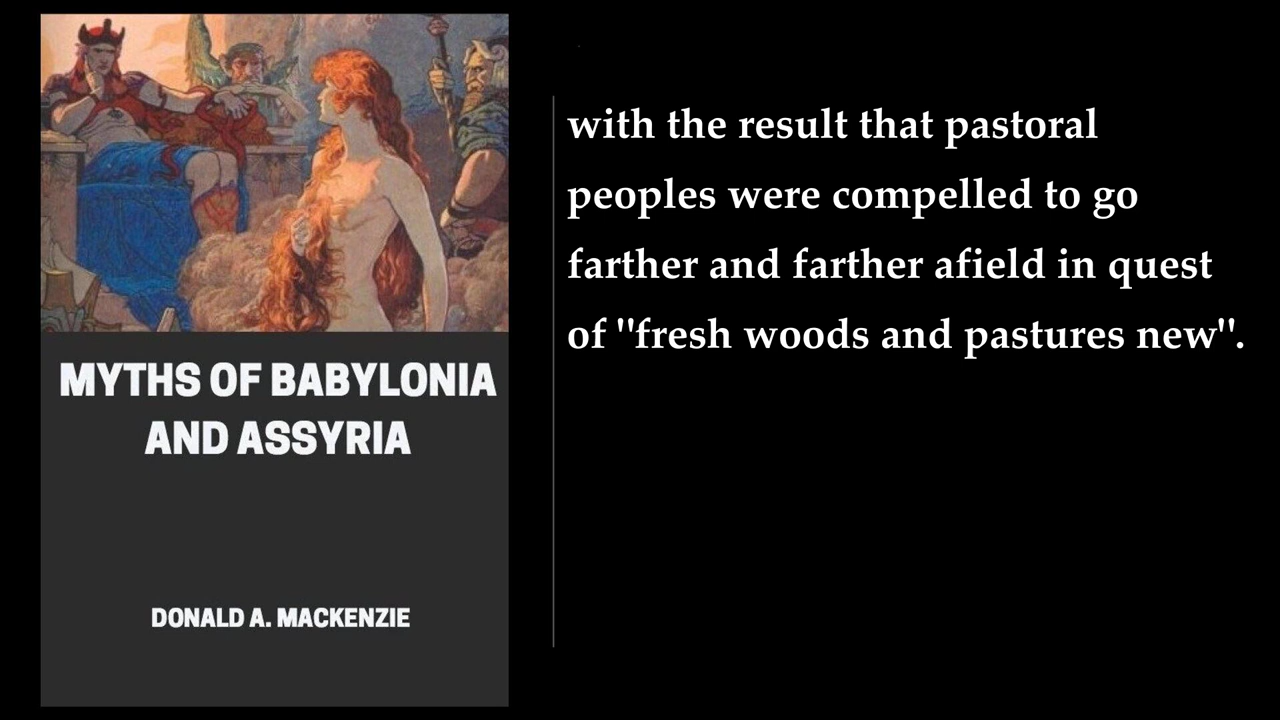 MYTHS OF BABYLONIA
AND ASSYRIA
DONALD A. MACKENZIE
with the result that pastoral
peoples were compelled to go
farther and farther afield in quest
of "fresh woods and pastures new".